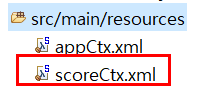 src/main/resources
appCtx.xml
scoreCtx.xml